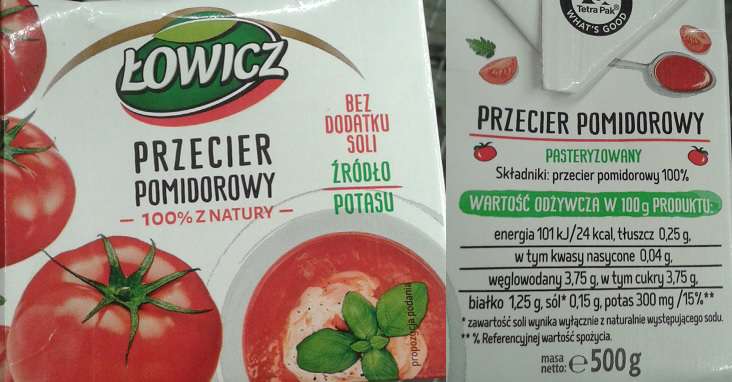 ŁOWICZ
PRZECIER
POMIDOROWY
100% Z NATURY
BEZ
DODATKU
SOLI
ŹRÓDŁO
POTASU
propozycja podania
Tetra Pak®
WHAT'S GOOD
PRZECIER POMIDOROWY
PASTERYZOWANY
Składniki: przecier pomidorowy 100%
WARTOŚĆ ODŻYWCZA W 100 g PRODUKTU:
energia 101 kJ/24 kcal, tłuszcz 0,25 g,
w tym kwasy nasycone 0,04 g,
węglowodany 3,75 g, w tym cukry 3,75 g,
białko 1,25 g, sól* 0,15 g, potas 300 mg /15%**
* zawartość soli wynika wyłącznie z naturalnie występującego sodu.
** % Referencyjnej wartość spożycia.
masa
netto: ℮ 500 g